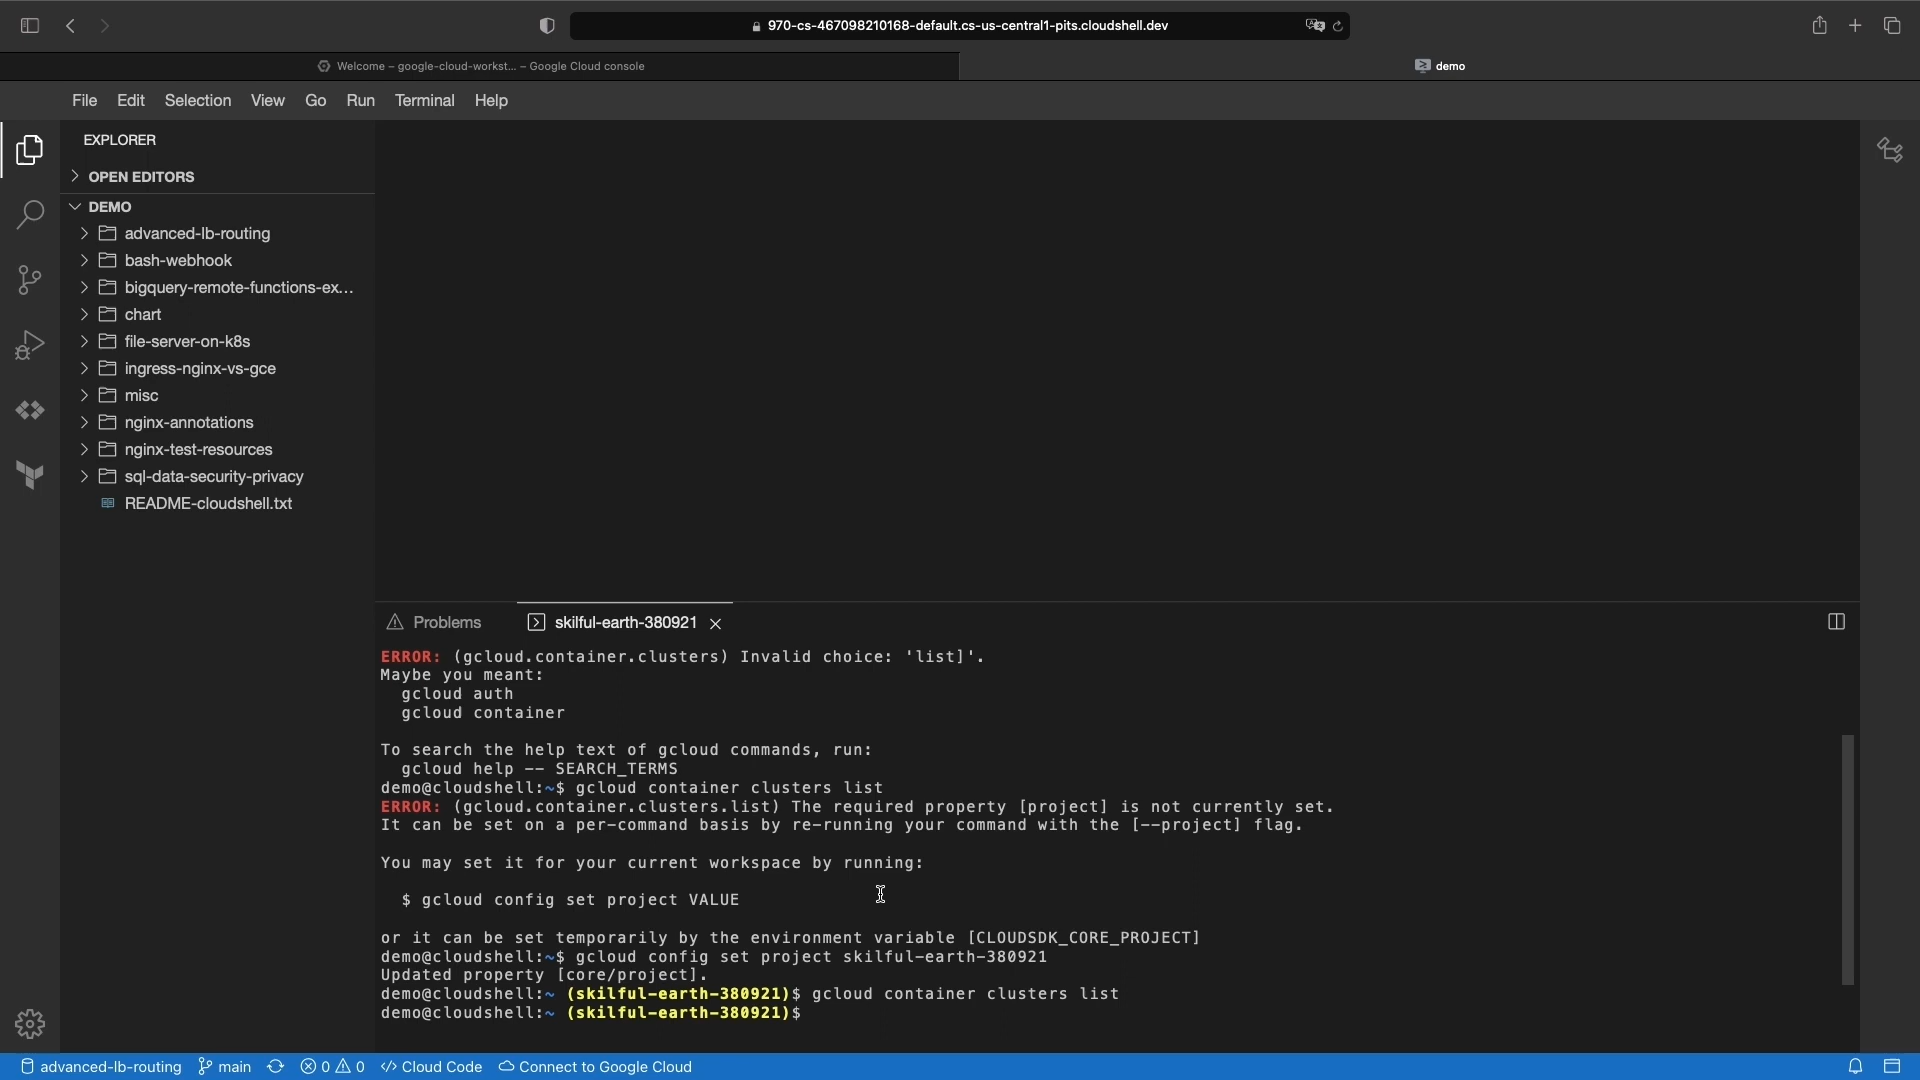 970-cs-467098210168-default.cs-us-central1-pits.cloudshell.dev
Welcome – google-cloud-workst... – Google Cloud console
demo
File Edit Selection View Go Run Terminal Help
EXPLORER
OPEN EDITORS
DEMO
advanced-lb-routing
bash-webhook
bigquery-remote-functions-ex...
chart
file-server-on-k8s
ingress-nginx-vs-gce
misc
nginx-annotations
nginx-test-resources
sql-data-security-privacy
README-cloudshell.txt
Problems
skilful-earth-380921
ERROR: (gcloud.container.clusters) Invalid choice: 'list]'.
Maybe you meant:
gcloud auth
gcloud container
To search the help text of gcloud commands, run:
gcloud help -- SEARCH_TERMS
demo@cloudshell:~$ gcloud container clusters list
ERROR: (gcloud.container.clusters.list) The required property [project] is not currently set.
It can be set on a per-command basis by re-running your command with the [--project] flag.
You may set it for your current workspace by running:
$ gcloud config set project VALUE
or it can be set temporarily by the environment variable [CLOUDSDK_CORE_PROJECT]
demo@cloudshell:~$ gcloud config set project skilful-earth-380921
Updated property [core/project].
demo@cloudshell:~ (skilful-earth-380921)$ gcloud container clusters list
demo@cloudshell:~ (skilful-earth-380921)$
advanced-lb-routing main 0 0 </> Cloud Code Connect to Google Cloud